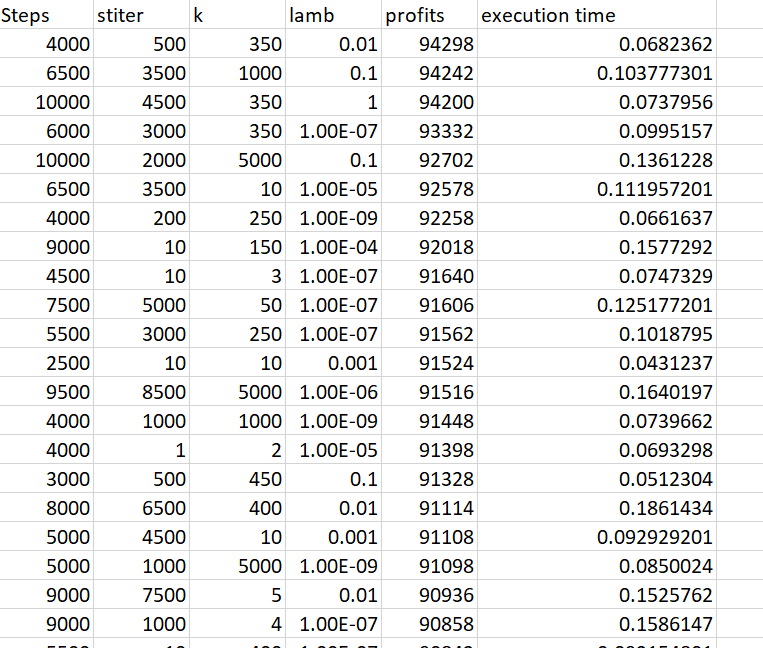 Steps stiter k lamb profits execution time
4000 500 350 0.01 94298 0.0682362
6500 3500 1000 0.1 94242 0.103777301
10000 4500 350 1 94200 0.0737956
6000 3000 350 1.00E-07 93332 0.0995157
10000 2000 5000 0.1 92702 0.1361228
6500 3500 10 1.00E-05 92578 0.111957201
4000 200 250 1.00E-09 92258 0.0661637
9000 10 150 1.00E-04 92018 0.1577292
4500 10 3 1.00E-07 91640 0.0747329
7500 5000 50 1.00E-07 91606 0.125177201
5500 3000 250 1.00E-07 91562 0.1018795
2500 10 10 0.001 91524 0.0431237
9500 8500 5000 1.00E-06 91516 0.1640197
4000 1000 1000 1.00E-09 91448 0.0739662
4000 1 2 1.00E-05 91398 0.0693298
3000 500 450 0.1 91328 0.0512304
8000 6500 400 0.01 91114 0.1861434
5000 4500 10 0.001 91108 0.092929201
5000 1000 5000 1.00E-09 91098 0.0850024
9000 7500 5 0.01 90936 0.1525762
9000 1000 4 1.00E-07 90858 0.1586147